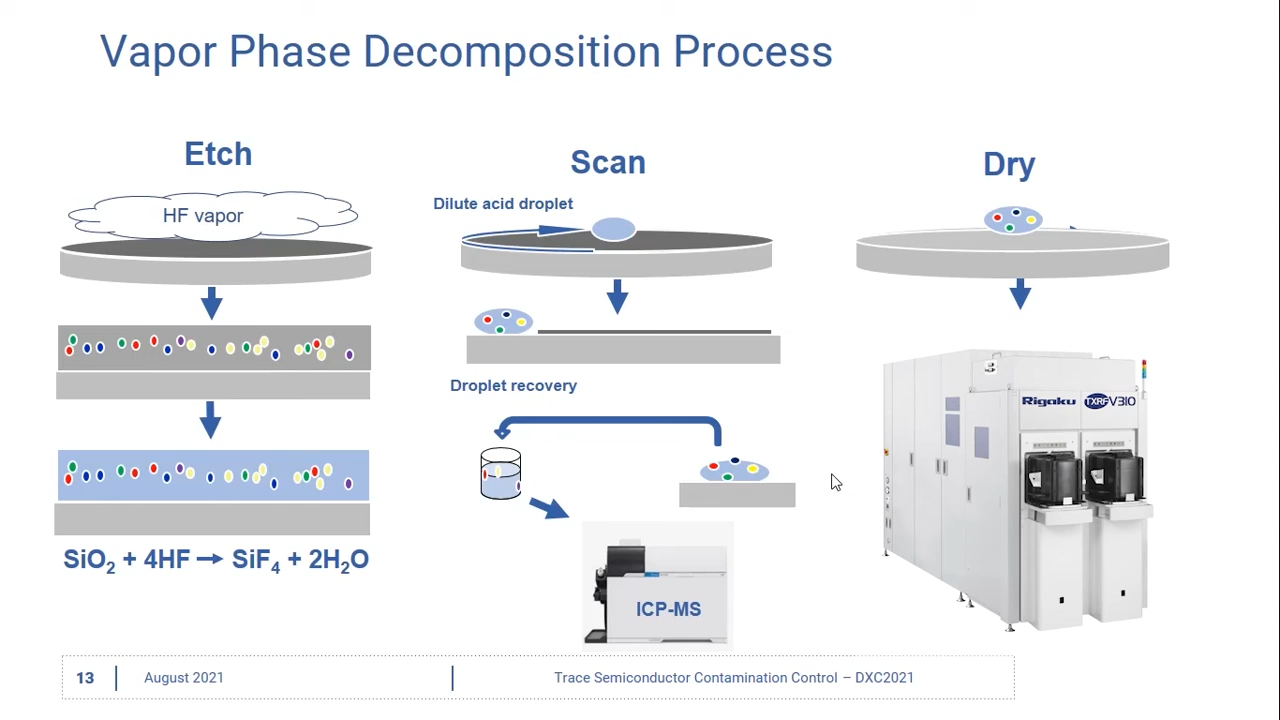 Vapor Phase Decomposition Process
Etch
HF vapor
SiO₂ + 4HF → SiF₄ + 2H₂O
Scan
Dilute acid droplet
Droplet recovery
ICP-MS
Dry
Rigaku TXRF V310
13
August 2021
Trace Semiconductor Contamination Control – DXC2021